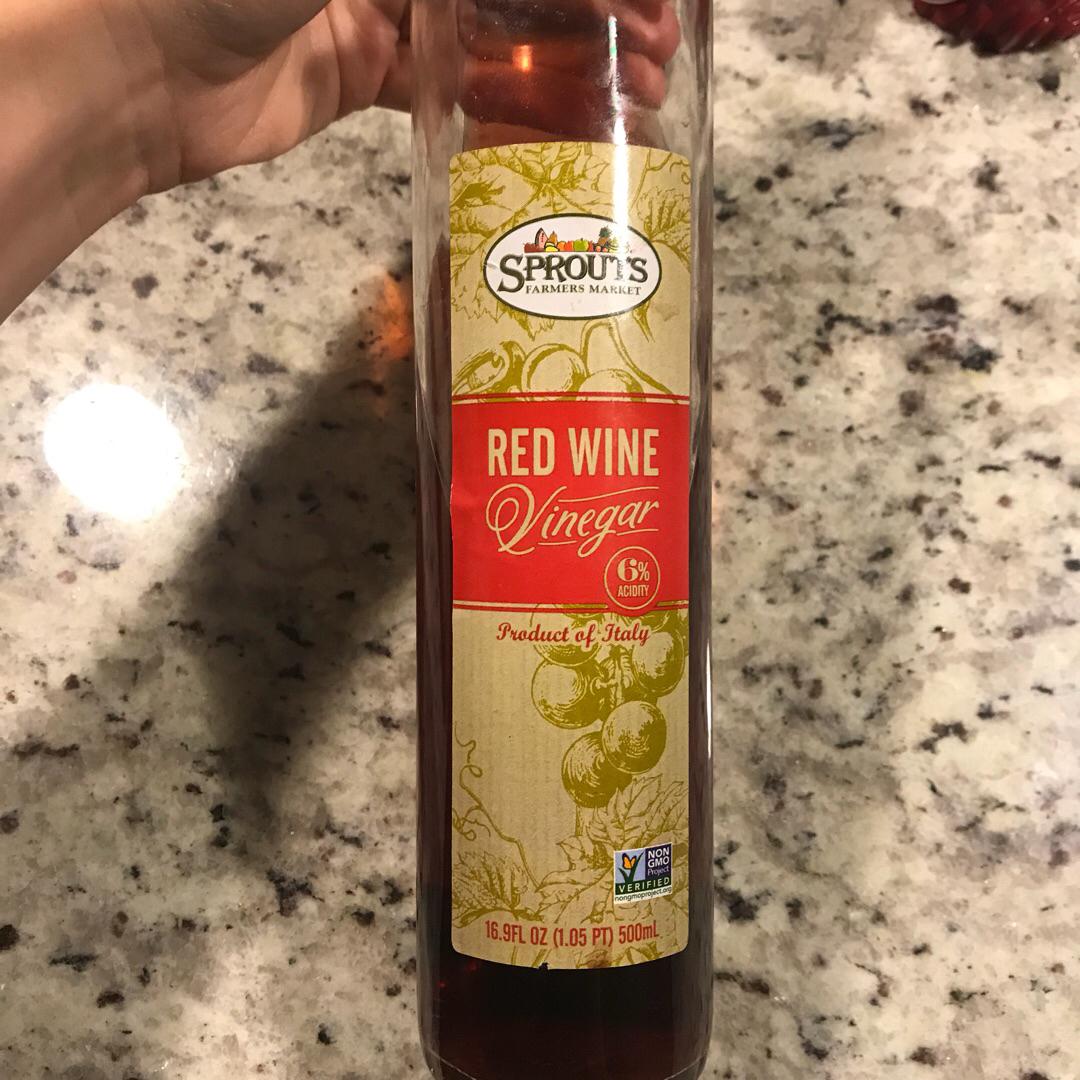 SPROUTS
FARMERS MARKET
RED WINE
Vinegar
6%
ACIDITY
Product of Italy
NON
GMO
Project
VERIFIED
nongmoproject.org
16.9FL OZ (1.05 PT) 500mL